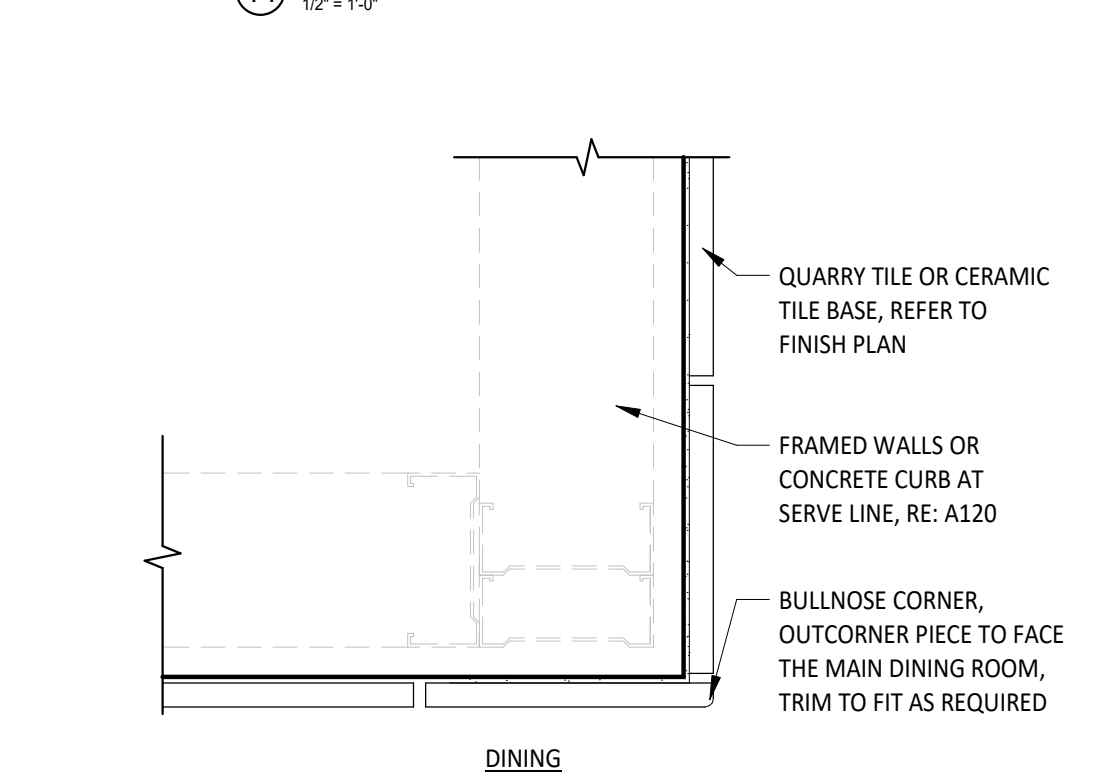 1/2" = 1'-0"
QUARRY TILE OR CERAMIC
TILE BASE, REFER TO
FINISH PLAN
FRAMED WALLS OR
CONCRETE CURB AT
SERVE LINE, RE: A120
BULLNOSE CORNER,
OUTCORNER PIECE TO FACE
THE MAIN DINING ROOM,
TRIM TO FIT AS REQUIRED
DINING